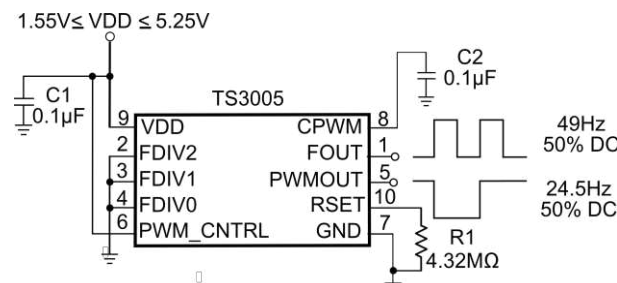 1.55V≤ VDD ≤ 5.25V
C1
0.1µF
C2
0.1µF
TS3005
9 VDD CPWM 8
2 FDIV2 FOUT 1
3 FDIV1 PWMOUT 5
4 FDIV0 RSET 10
6 PWM_CNTRL GND 7
49Hz
50% DC
24.5Hz
50% DC
R1
4.32MΩ